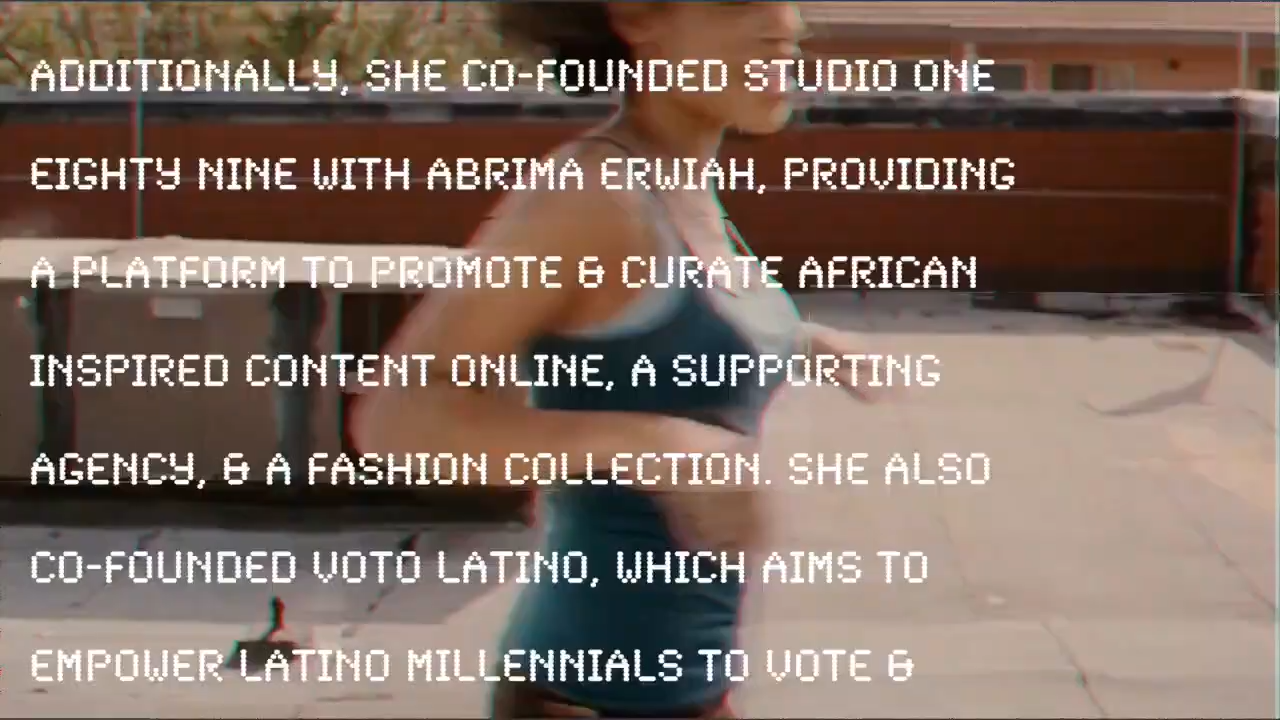 ADDITIONALLY, SHE CO-FOUNDED STUDIO ONE
EIGHTY NINE WITH ABRIMA ERWIAH, PROVIDING
A PLATFORM TO PROMOTE & CURATE AFRICAN
INSPIRED CONTENT ONLINE, A SUPPORTING
AGENCY, & A FASHION COLLECTION. SHE ALSO
CO-FOUNDED VOTO LATINO, WHICH AIMS TO
EMPOWER LATINO MILLENNIALS TO VOTE &